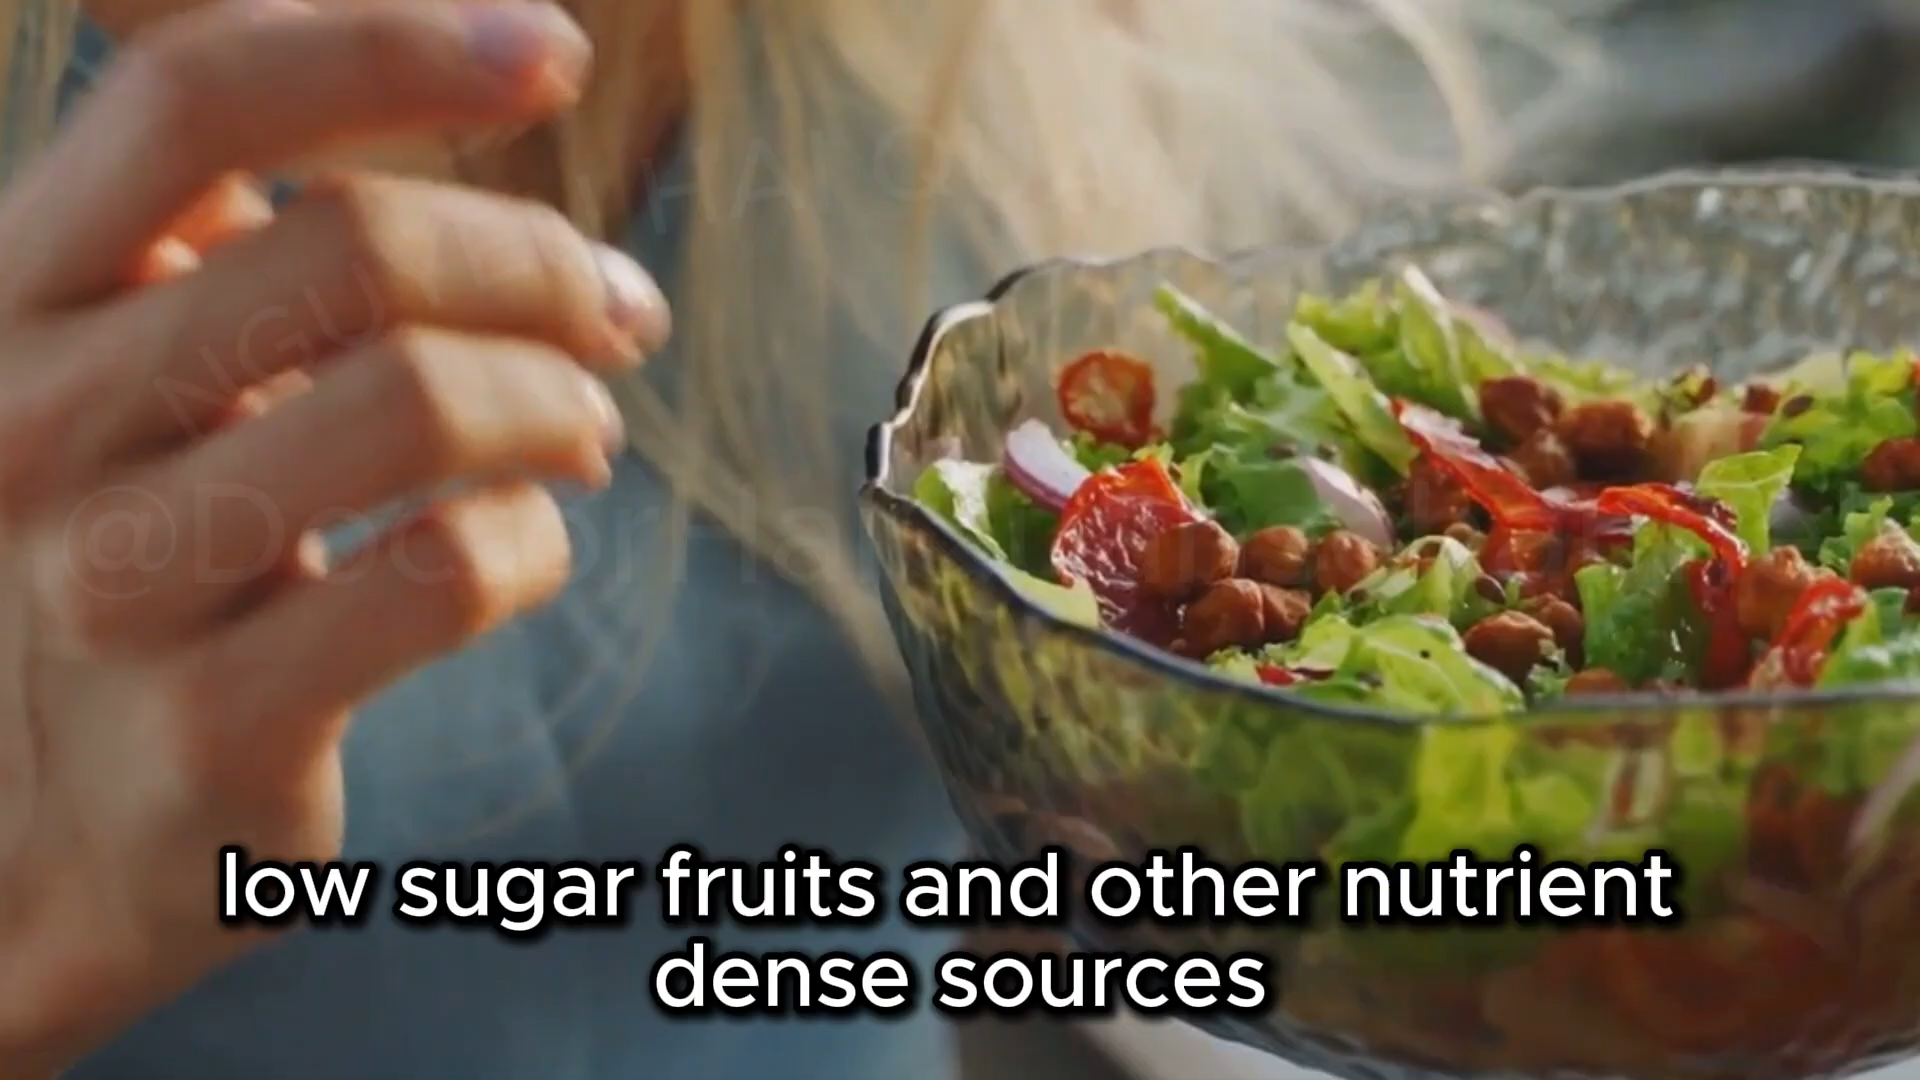 low sugar fruits and other nutrient
dense sources